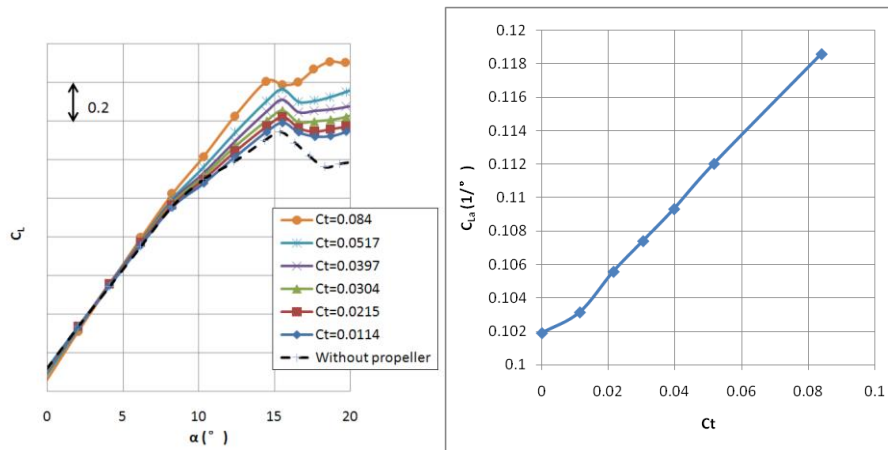 0.2
C_L
Ct=0.084
Ct=0.0517
Ct=0.0397
Ct=0.0304
Ct=0.0215
Ct=0.0114
Without propeller
0 5 10 15 20
α (°)
0.12
0.118
0.116
0.114
0.112
0.11
0.108
0.106
0.104
0.102
0.1
C_La (1/°)
0 0.02 0.04 0.06 0.08 0.1
Ct